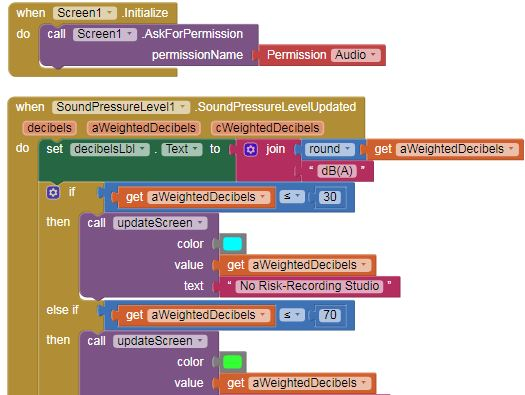 when Screen1 .Initialize
do call Screen1 .AskForPermission
permissionName Permission Audio
when SoundPressureLevel1 .SoundPressureLevelUpdated
decibels aWeightedDecibels cWeightedDecibels
do set decibelsLbl . Text to join round get aWeightedDecibels
" dB(A) "
if get aWeightedDecibels ≤ 30
then call updateScreen
color
value get aWeightedDecibels
text " No Risk-Recording Studio "
else if get aWeightedDecibels ≤ 70
then call updateScreen
color
value get aWeightedDecibels